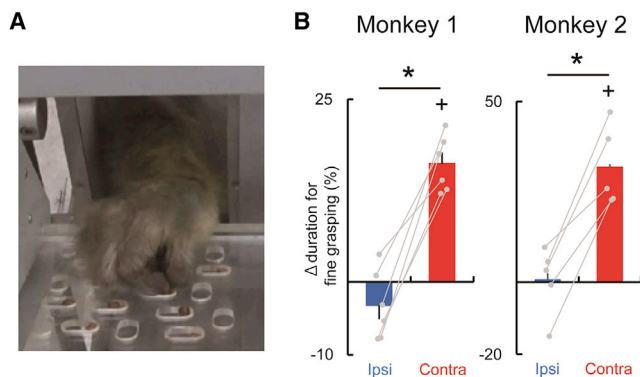 A
B
Monkey 1
Monkey 2
Δ duration for
fine grasping (%)
25
-10
*
+
Ipsi
Contra
50
-20
*
+
Ipsi
Contra